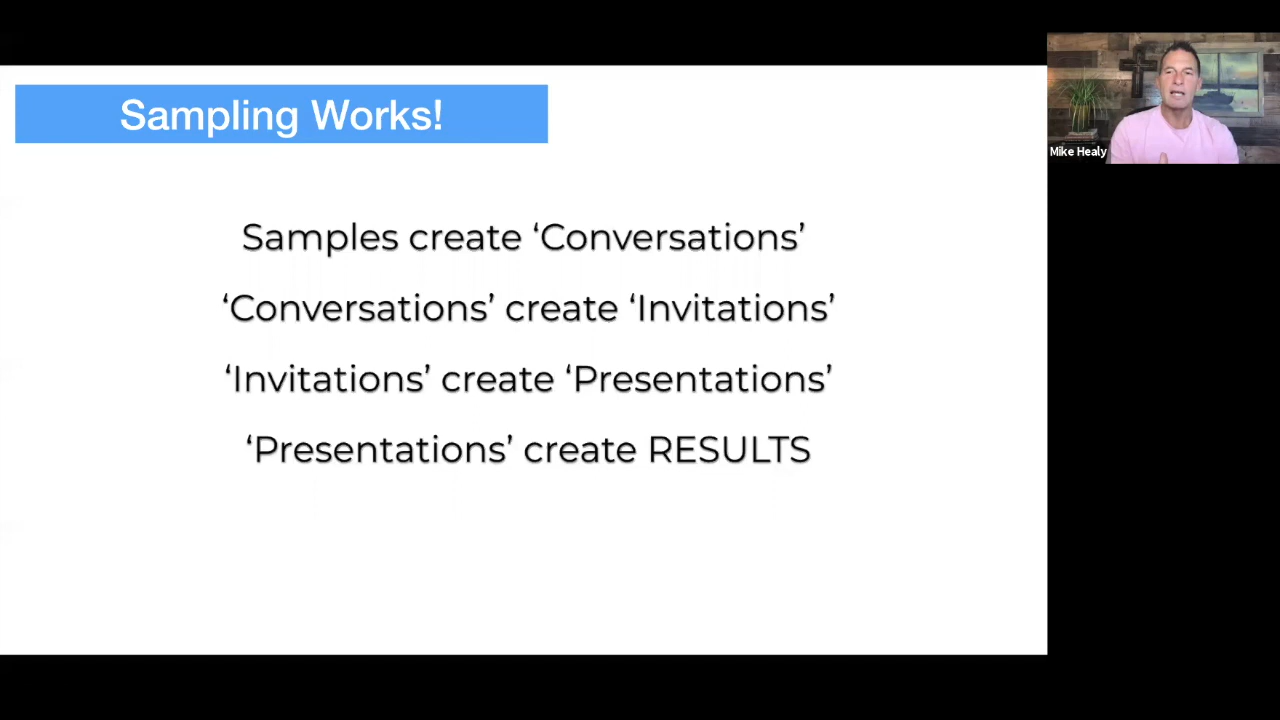 Sampling Works!
Samples create ‘Conversations’
‘Conversations’ create ‘Invitations’
‘Invitations’ create ‘Presentations’
‘Presentations’ create RESULTS
Mike Healy